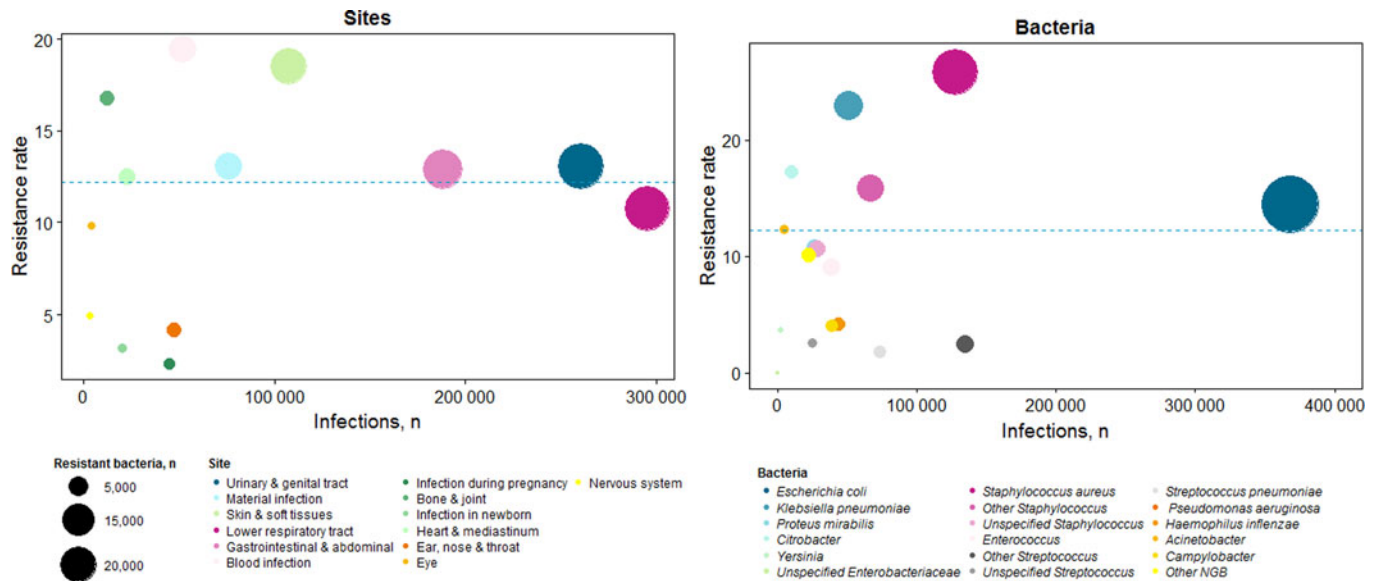 Sites
20
15
10
5
Resistance rate
0
100 000
200 000
300 000
Infections, n
Resistant bacteria, n
5,000
15,000
20,000
Site
Urinary & genital tract
Material infection
Skin & soft tissues
Lower respiratory tract
Gastrointestinal & abdominal
Blood infection
Infection during pregnancy
Bone & joint
Infection in newborn
Heart & mediastinum
Ear, nose & throat
Eye
Nervous system
Bacteria
20
10
0
Resistance rate
0
100 000
200 000
300 000
400 000
Infections, n
Bacteria
Escherichia coli
Klebsiella pneumoniae
Proteus mirabilis
Citrobacter
Yersinia
Unspecified Enterobacteriaceae
Staphylococcus aureus
Other Staphylococcus
Unspecified Staphylococcus
Enterococcus
Other Streptococcus
Unspecified Streptococcus
Streptococcus pneumoniae
Pseudomonas aeruginosa
Haemophilus inflenzae
Acinetobacter
Campylobacter
Other NGB